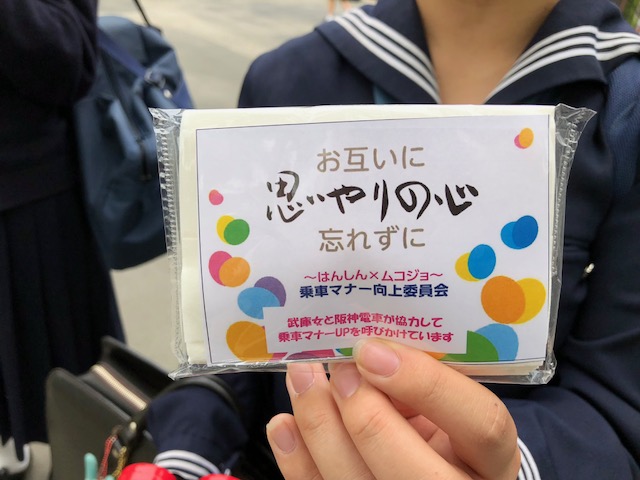 お互いに
思いやりの心
忘れずに
～はんしん×ムコジョ～
乗車マナー向上委員会
武庫女と阪神電車が協力して
乗車マナーUPを呼びかけています